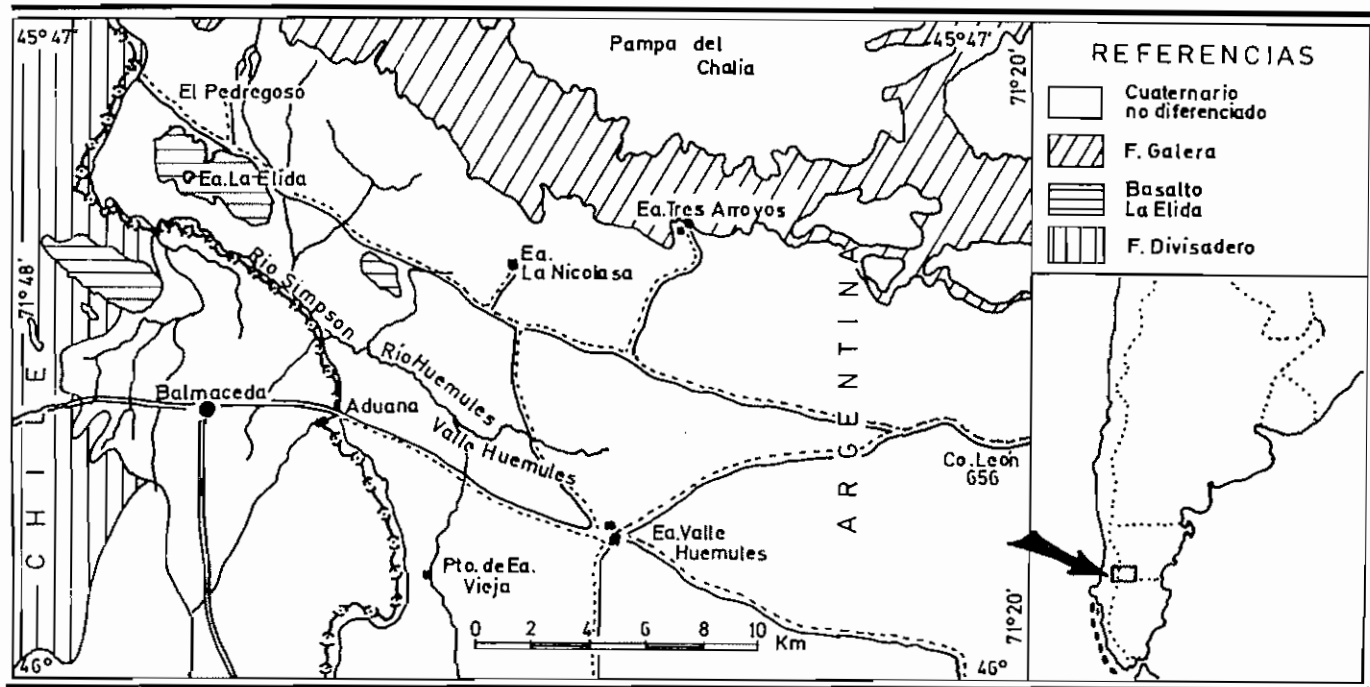 45°47'
Pampa del
Chalia
45°47'
71°20'
El Pedregoso
Ea. La Elida
Ea. Tres Arroyos
Ea.
La Nicolasa
71°48'
Río Simpson
Río Huemules
Valle Huemules
Balmaceda
Aduana
CHILE
ARGENTINA
Co. León
656
Ea. Valle
Huemules
Pto. de Ea.
Vieja
0 2 4 6 8 10
Km
71°20'
46°
46°
REFERENCIAS
Cuaternario
no diferenciado
F. Galera
Basalto
La Elida
F. Divisadero